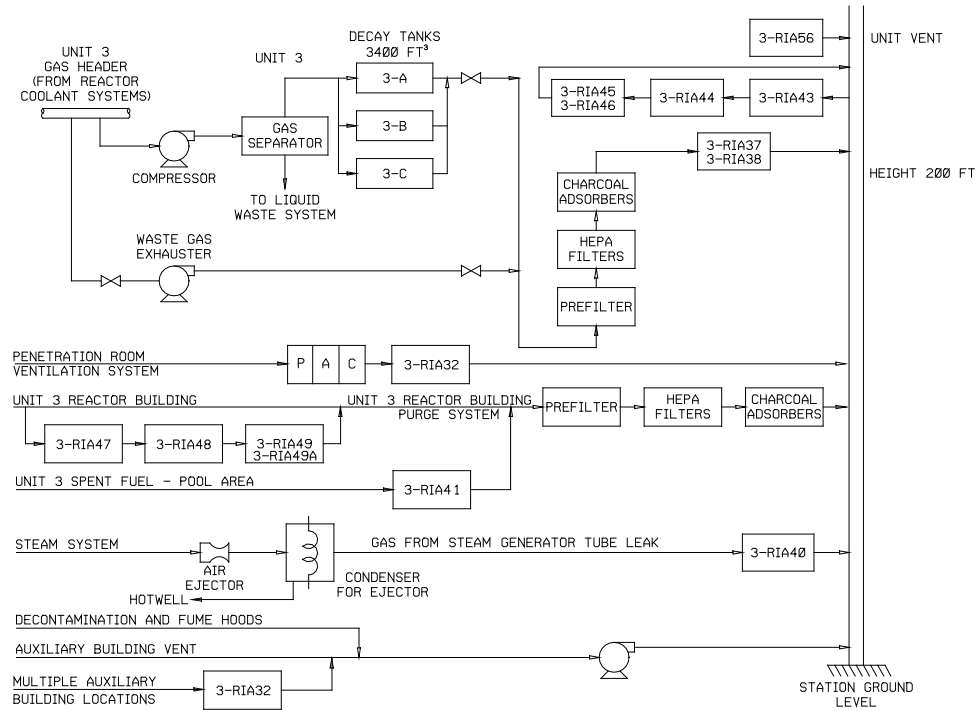 UNIT 3
GAS HEADER
(FROM REACTOR
COOLANT SYSTEMS)
COMPRESSOR
UNIT 3
GAS
SEPARATOR
TO LIQUID
WASTE SYSTEM
DECAY TANKS
3400 FT³
3-A
3-B
3-C
WASTE GAS
EXHAUSTER
3-RIA56
UNIT VENT
3-RIA45
3-RIA46
3-RIA44
3-RIA43
3-RIA37
3-RIA38
HEIGHT 200 FT
CHARCOAL
ADSORBERS
HEPA
FILTERS
PREFILTER
PENETRATION ROOM
VENTILATION SYSTEM
P A C
3-RIA32
UNIT 3 REACTOR BUILDING
3-RIA47
3-RIA48
3-RIA49
3-RIA49A
UNIT 3 REACTOR BUILDING
PURGE SYSTEM
PREFILTER
HEPA
FILTERS
CHARCOAL
ADSORBERS
UNIT 3 SPENT FUEL - POOL AREA
3-RIA41
STEAM SYSTEM
AIR
EJECTOR
HOTWELL
CONDENSER
FOR EJECTOR
GAS FROM STEAM GENERATOR TUBE LEAK
3-RIA40
DECONTAMINATION AND FUME HOODS
AUXILIARY BUILDING VENT
MULTIPLE AUXILIARY
BUILDING LOCATIONS
3-RIA32
STATION GROUND
LEVEL